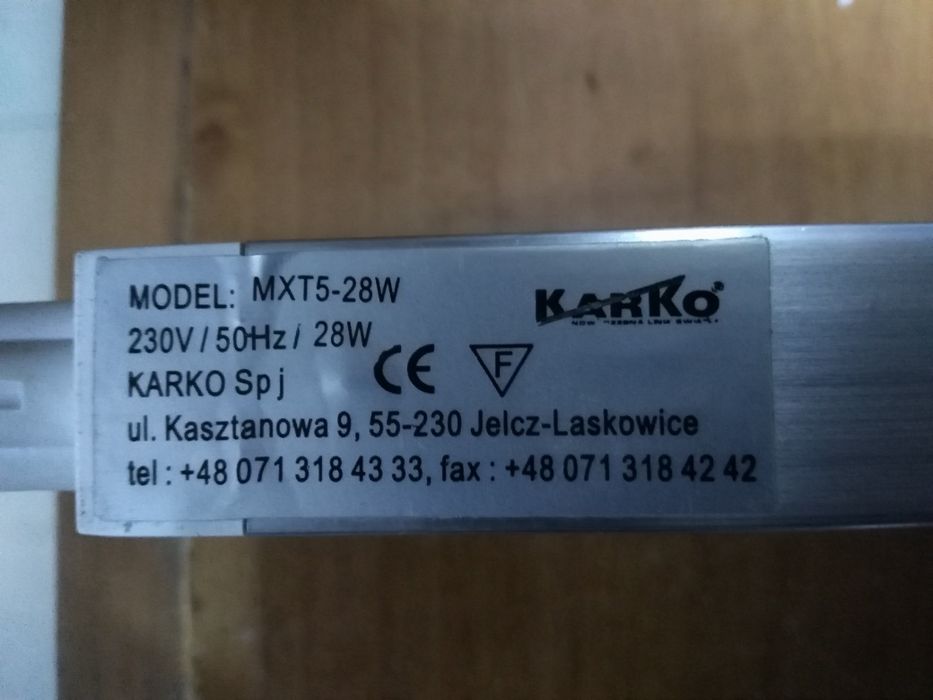 MODEL: MXT5-28W
KARKO
230V / 50Hz / 28W
KARKO Sp j
CE F
ul. Kasztanowa 9, 55-230 Jelcz-Laskowice
tel : +48 071 318 43 33, fax : +48 071 318 42 42